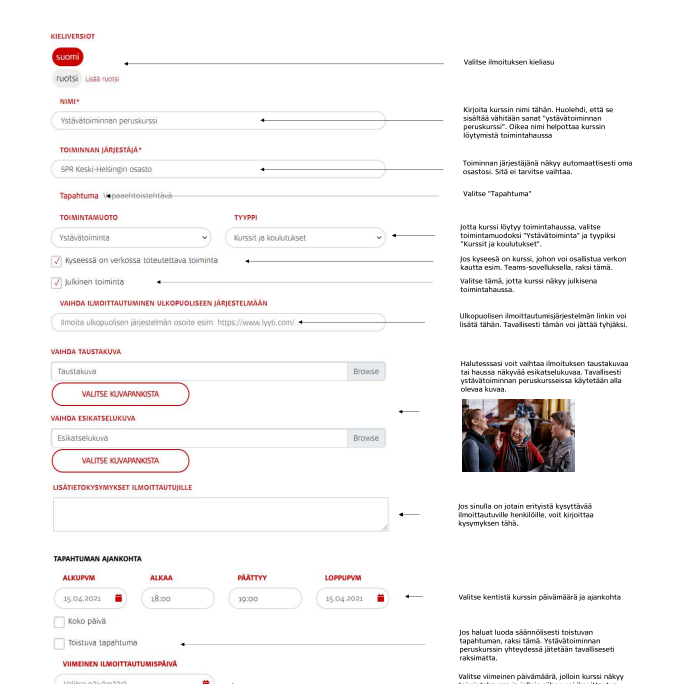 KIELIVERSIOT
suomi
Valitse ilmoituksen kieliasu
ruotsi Lisää ruotsi
NIMI*
Ystävätoiminnan peruskurssi
Kirjoita kurssin nimi tähän. Huolehdi, että se
sisältää vähitään sanat "ystävätoiminnan
peruskurssi". Oikea nimi helpottaa kurssin
löytymistä toimintahaussa
TOIMINNAN JÄRJESTÄJÄ*
SPR Keski-Helsingin osasto
Toiminnan järjestäjänä näkyy automaattisesti oma
osastosi. Sitä ei tarvitse vaihtaa.
Tapahtuma Vapaaehtoistehtävä
Valitse "Tapahtuma"
TOIMINTAMUOTO TYYPPI
Ystävätoiminta Kurssit ja koulutukset
Jotta kurssi löytyy toimintahaussa, valitse
toimintamuodoksi "Ystävätoiminta" ja tyypiksi
"Kurssit ja koulutukset".
Kyseessä on verkossa toteutettava toiminta
Jos kyseessä on kurssi, johon voi osallistua verkon
kautta esim. Teams-sovelluksella, raksi tämä.
Julkinen toiminta
Valitse tämä, jotta kurssi näkyy julkisena
toimintahaussa.
VAIHDA ILMOITTAUTUMINEN ULKOPUOLISEEN JÄRJESTELMÄÄN
Ilmoita ulkopuolisen järjestelmän osoite esim. https://www.lyyti.com/...
Ulkopuolisen ilmoittautumisjärjestelmän linkin voi
lisätä tähän. Tavallisesti tämän voi jättää tyhjäksi.
VAIHDA TAUSTAKUVA
Taustakuva Browse
VALITSE KUVAPANKISTA
Halutesssasi voit vaihtaa ilmoituksen taustakuvaa
tai haussa näkyvää esikatselukuvaa. Tavallisesti
ystävätoiminnan peruskursseissa käytetään alla
olevaa kuvaa.
VAIHDA ESIKATSELUKUVA
Esikatselukuva Browse
VALITSE KUVAPANKISTA
LISÄTIETOKYSYMYKSET ILMOITTAUTUJILLE
Jos sinulla on jotain erityistä kysyttävää
ilmoittautuville henkilöille, voit kirjoittaa
kysymyksen tähä.
TAPAHTUMAN AJANKOHTA
ALKUPVM ALKAA PÄÄTTYY LOPPUPVM
15.04.2021 18:00 19:00 15.04.2021
Valitse kentistä kurssin päivämäärä ja ajankohta
Koko päivä
Toistuva tapahtuma
Jos haluat luoda säännölisesti toistuvan
tapahtuman, raksi tämä. Ystävätoiminnan
peruskurssin yhteydessä jätetään tavalliseseti
raksimatta.
VIIMEINEN ILMOITTAUTUMISPÄIVÄ
Valitse päivämäärä
Valitse viimeinen päivämäärä, jolloin kurssi näkyy